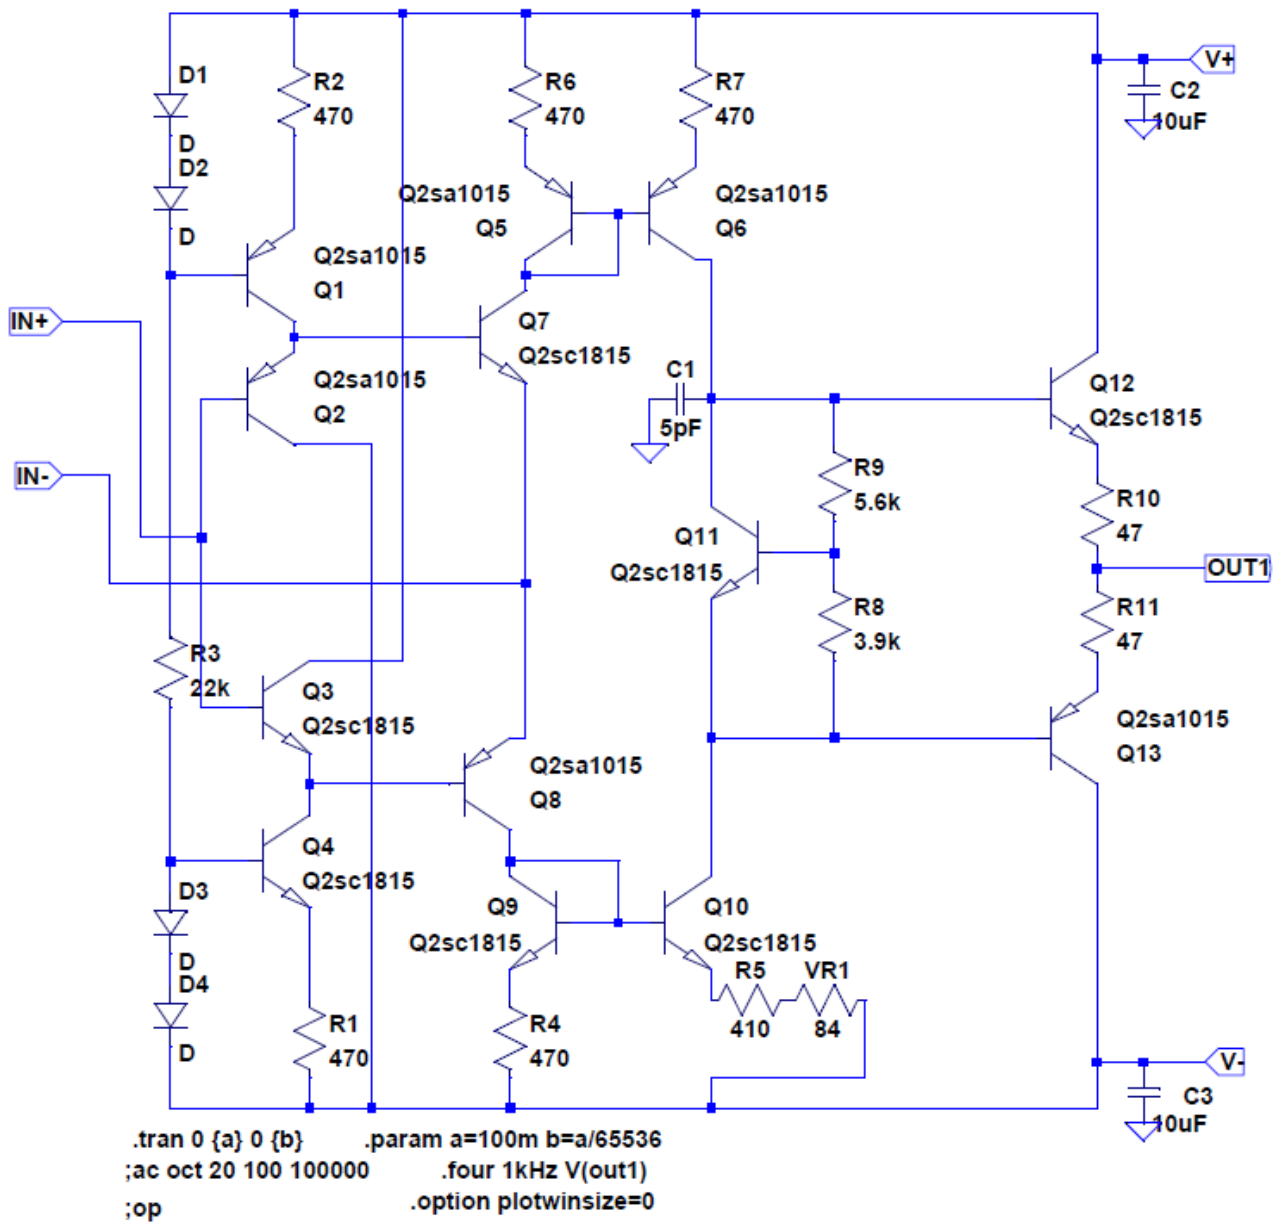 D1
R2
R6
R7
V+
C2
470
470
470
10uF
D
D2
Q2sa1015
Q2sa1015
D
Q5
Q6
Q2sa1015
Q1
IN+
Q7
Q2sc1815
Q2sa1015
C1
Q12
Q2
5pF
Q2sc1815
IN-
R9
5.6k
R10
47
Q11
Q2sc1815
OUT1
R8
3.9k
R11
47
R3
22k
Q3
Q2sc1815
Q2sa1015
Q13
Q2sa1015
Q8
Q4
Q2sc1815
D3
Q9
Q10
Q2sc1815
Q2sc1815
D
D4
R5
VR1
410
84
R1
470
R4
470
D
V-
C3
10uF
.tran 0 {a} 0 {b}
.param a=100m b=a/65536
;ac oct 20 100 100000
.four 1kHz V(out1)
;op
.option plotwinsize=0